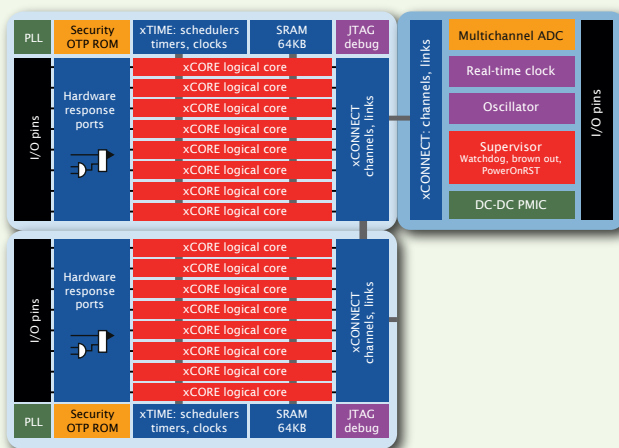 PLL
Security
OTP ROM
xTIME: schedulers
timers, clocks
SRAM
64KB
JTAG
debug
I/O pins
Hardware
response
ports
xCORE logical core
xCORE logical core
xCORE logical core
xCORE logical core
xCORE logical core
xCORE logical core
xCORE logical core
xCORE logical core
xCONNECT
channels, links
xCONNECT: channels, links
Multichannel ADC
Real-time clock
Oscillator
Supervisor
Watchdog, brown out,
PowerOnRST
DC-DC PMIC
I/O pins
I/O pins
Hardware
response
ports
xCORE logical core
xCORE logical core
xCORE logical core
xCORE logical core
xCORE logical core
xCORE logical core
xCORE logical core
xCORE logical core
xCONNECT
channels, links
PLL
Security
OTP ROM
xTIME: schedulers
timers, clocks
SRAM
64KB
JTAG
debug